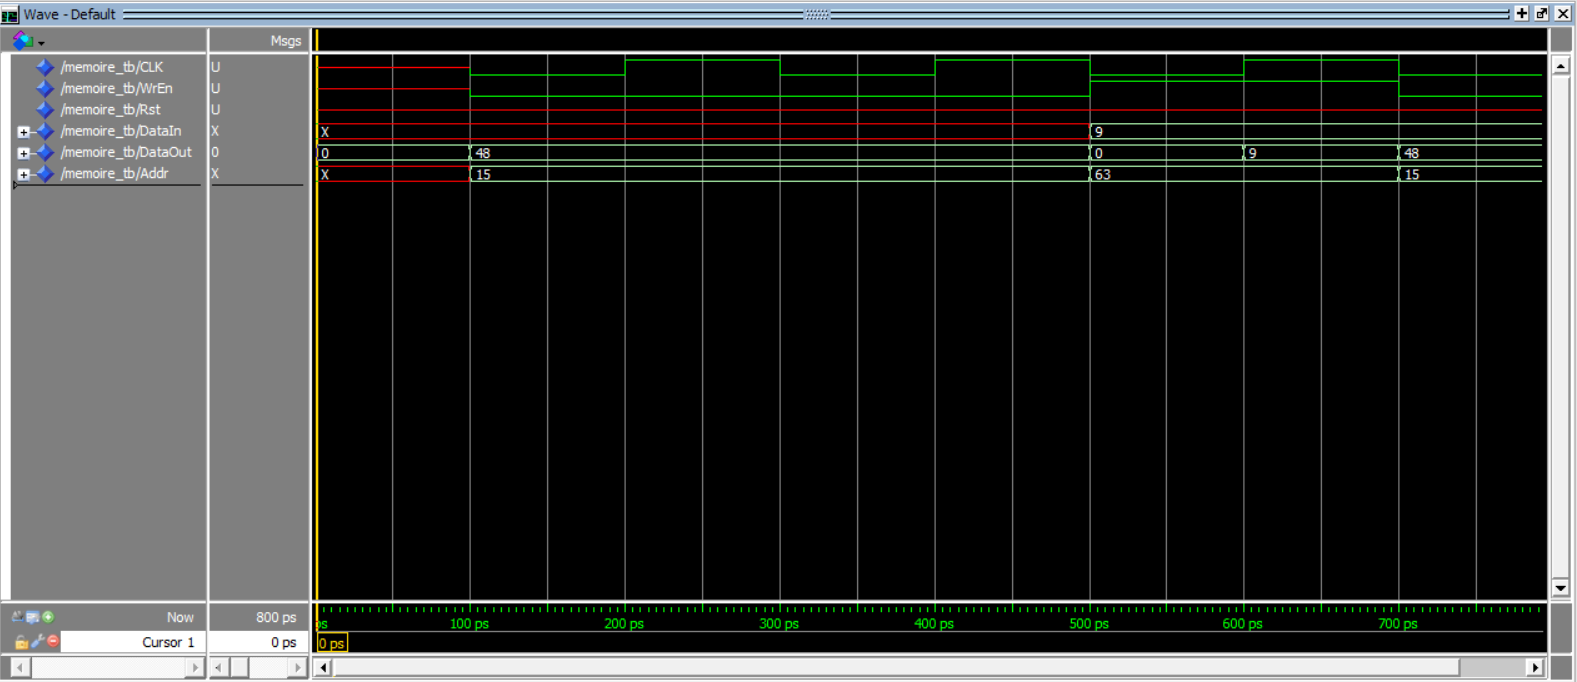 Wave - Default
Msgs
/memoire_tb/CLK U
/memoire_tb/WrEn U
/memoire_tb/Rst U
/memoire_tb/DataIn X X 9
/memoire_tb/DataOut 0 0 48 0 9 48
/memoire_tb/Addr X X 15 63 15
Now 800 ps ps 100 ps 200 ps 300 ps 400 ps 500 ps 600 ps 700 ps
Cursor 1 0 ps 0 ps